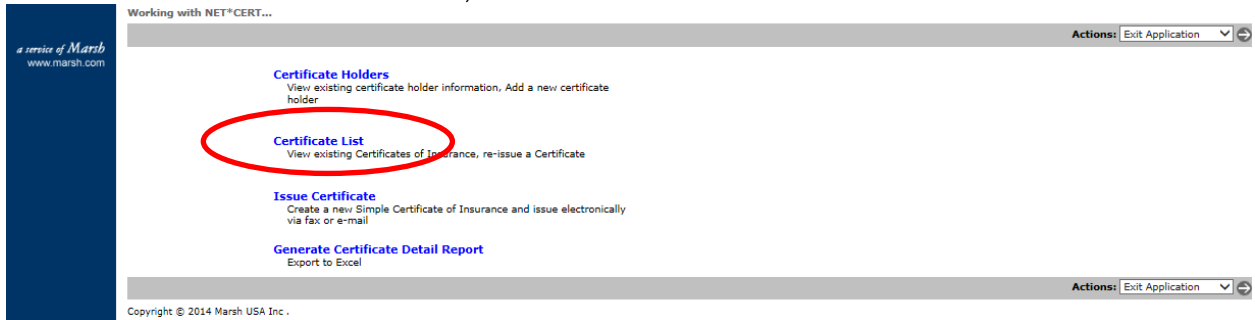 Working with NET*CERT...
a service of Marsh
www.marsh.com
Actions: Exit Application
Certificate Holders
View existing certificate holder information, Add a new certificate
holder
Certificate List
View existing Certificates of Insurance, re-issue a Certificate
Issue Certificate
Create a new Simple Certificate of Insurance and issue electronically
via fax or e-mail
Generate Certificate Detail Report
Export to Excel
Actions: Exit Application
Copyright © 2014 Marsh USA Inc .